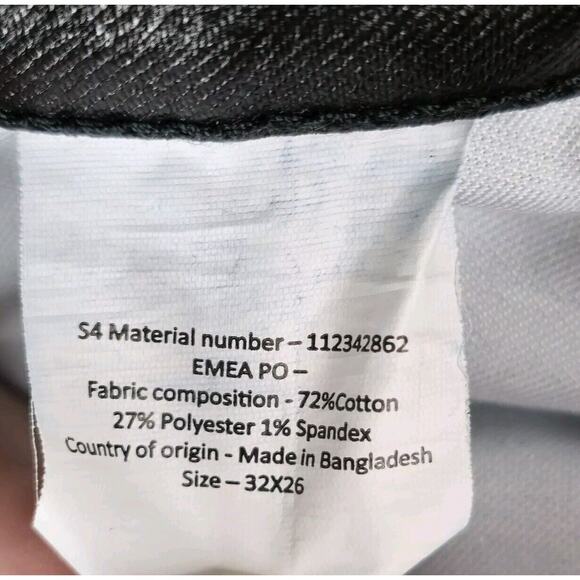 S4 Material number – 112342862
EMEA PO –
Fabric composition - 72%Cotton
27% Polyester 1% Spandex
Country of origin - Made in Bangladesh
Size – 32X26